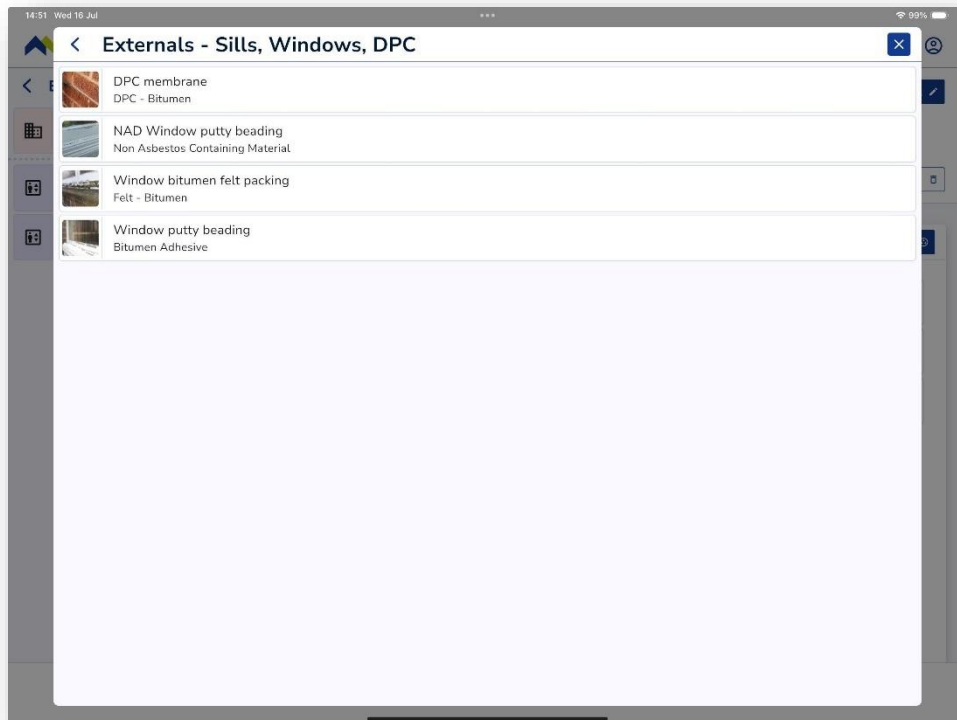 14:51 Wed 16 Jul
99%
Externals - Sills, Windows, DPC
DPC membrane
DPC - Bitumen
NAD Window putty beading
Non Asbestos Containing Material
Window bitumen felt packing
Felt - Bitumen
Window putty beading
Bitumen Adhesive